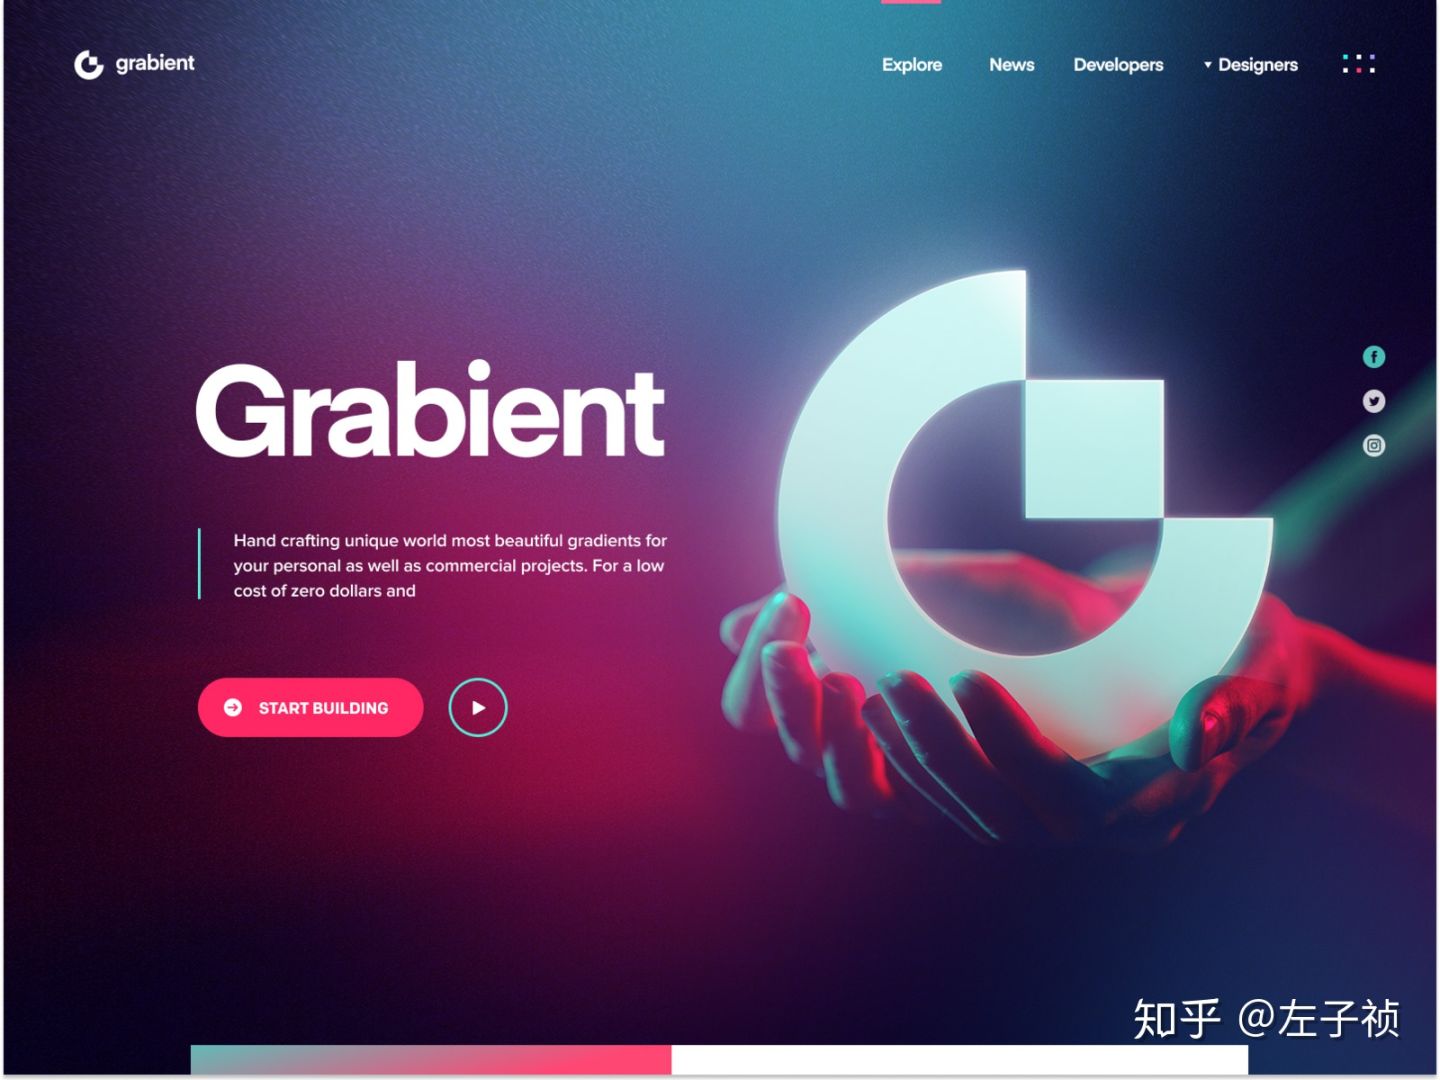 grabient
Explore
News
Developers
Designers
Grabient
Hand crafting unique world most beautiful gradients for
your personal as well as commercial projects. For a low
cost of zero dollars and
START BUILDING
知乎 @左子祯